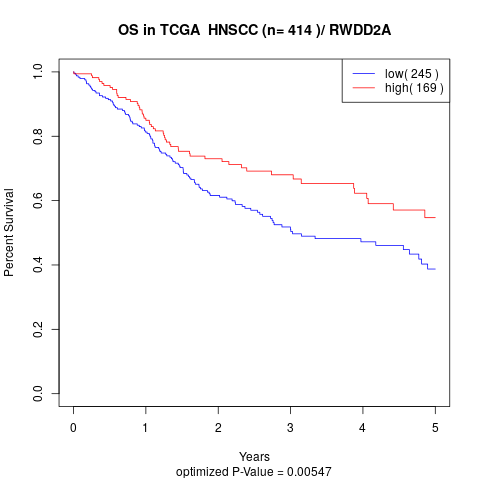 OS in TCGA  HNSCC (n= 414 )/ RWDD2A
low( 245 )
high( 169 )
Percent Survival
1.0
0.8
0.6
0.4
0.2
0.0
0 1 2 3 4 5
Years
optimized P-Value = 0.00547